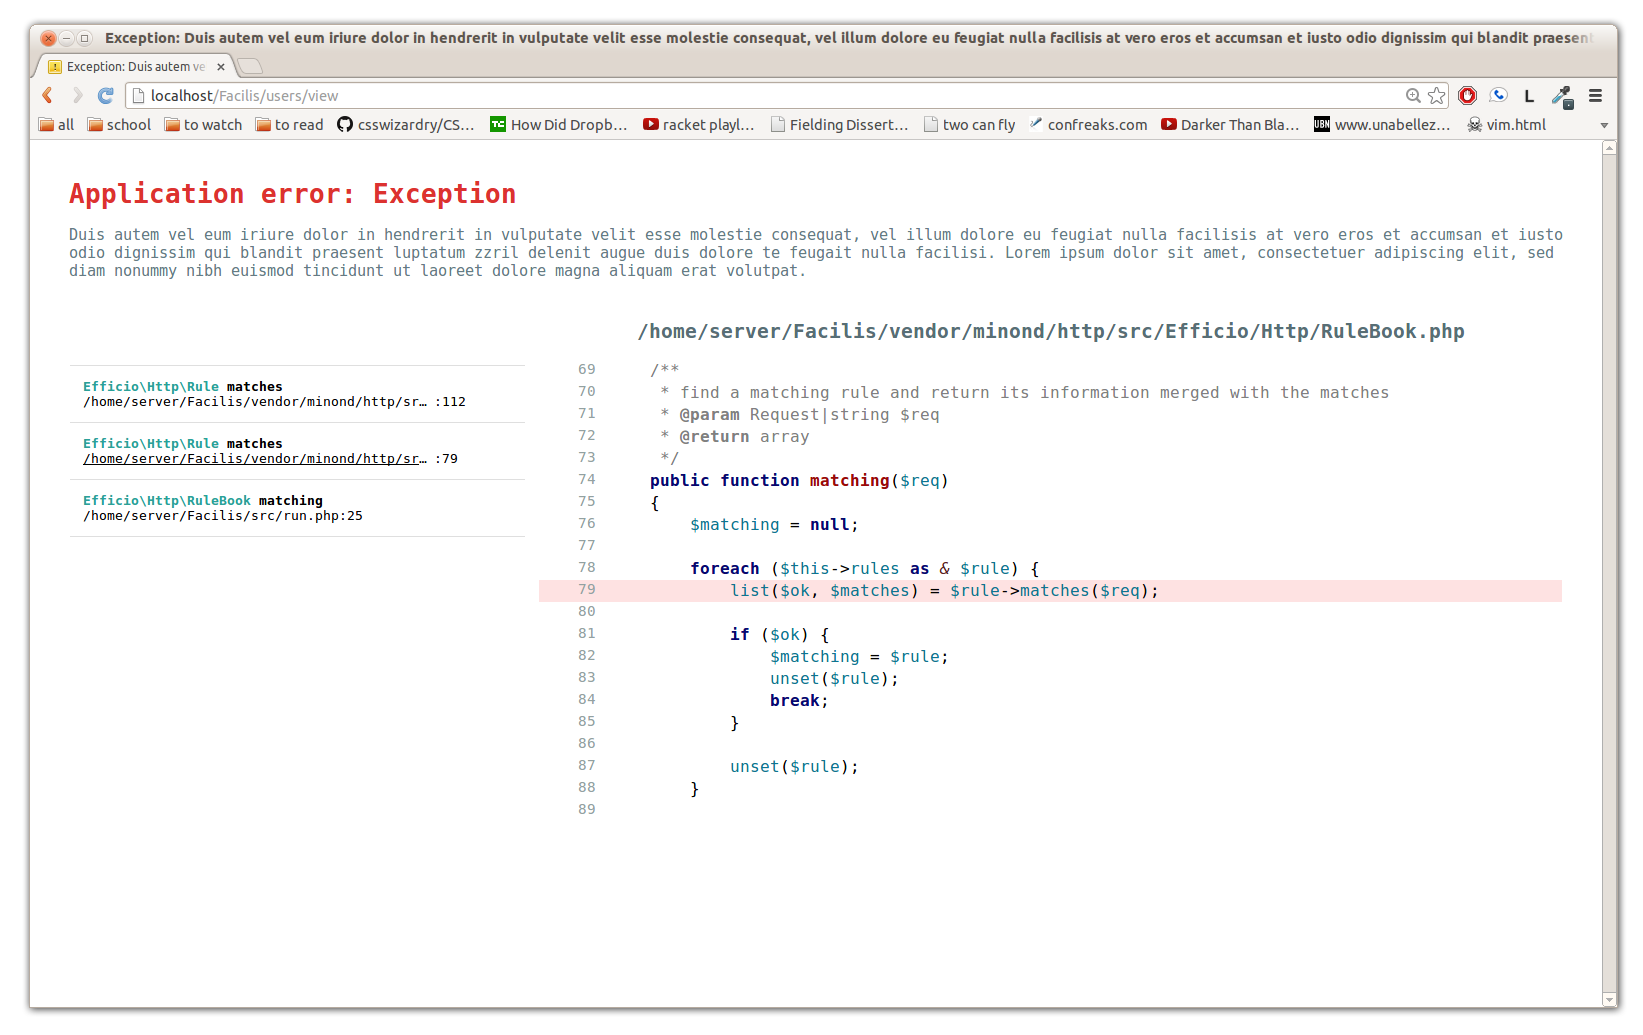 Exception: Duis autem vel eum iriure dolor in hendrerit in vulputate velit esse molestie consequat, vel illum dolore eu feugiat nulla facilisis at vero eros et accumsan et iusto odio dignissim qui blandit praesent
Exception: Duis autem ve
localhost/Facilis/users/view
all school to watch to read csswizardry/CS... How Did Dropb... racket playl... Fielding Dissert... two can fly confreaks.com Darker Than Bla... UBN www.unabellez... vim.html
Application error: Exception
Duis autem vel eum iriure dolor in hendrerit in vulputate velit esse molestie consequat, vel illum dolore eu feugiat nulla facilisis at vero eros et accumsan et iusto
odio dignissim qui blandit praesent luptatum zzril delenit augue duis dolore te feugait nulla facilisi. Lorem ipsum dolor sit amet, consectetuer adipiscing elit, sed
diam nonummy nibh euismod tincidunt ut laoreet dolore magna aliquam erat volutpat.
Efficio\Http\Rule matches
/home/server/Facilis/vendor/minond/http/sr… :112
Efficio\Http\Rule matches
/home/server/Facilis/vendor/minond/http/sr… :79
Efficio\Http\RuleBook matching
/home/server/Facilis/src/run.php:25
/home/server/Facilis/vendor/minond/http/src/Efficio/Http/RuleBook.php
69 /**
70 * find a matching rule and return its information merged with the matches
71 * @param Request|string $req
72 * @return array
73 */
74 public function matching($req)
75 {
76 $matching = null;
77
78 foreach ($this->rules as & $rule) {
79 list($ok, $matches) = $rule->matches($req);
80
81 if ($ok) {
82 $matching = $rule;
83 unset($rule);
84 break;
85 }
86
87 unset($rule);
88 }
89